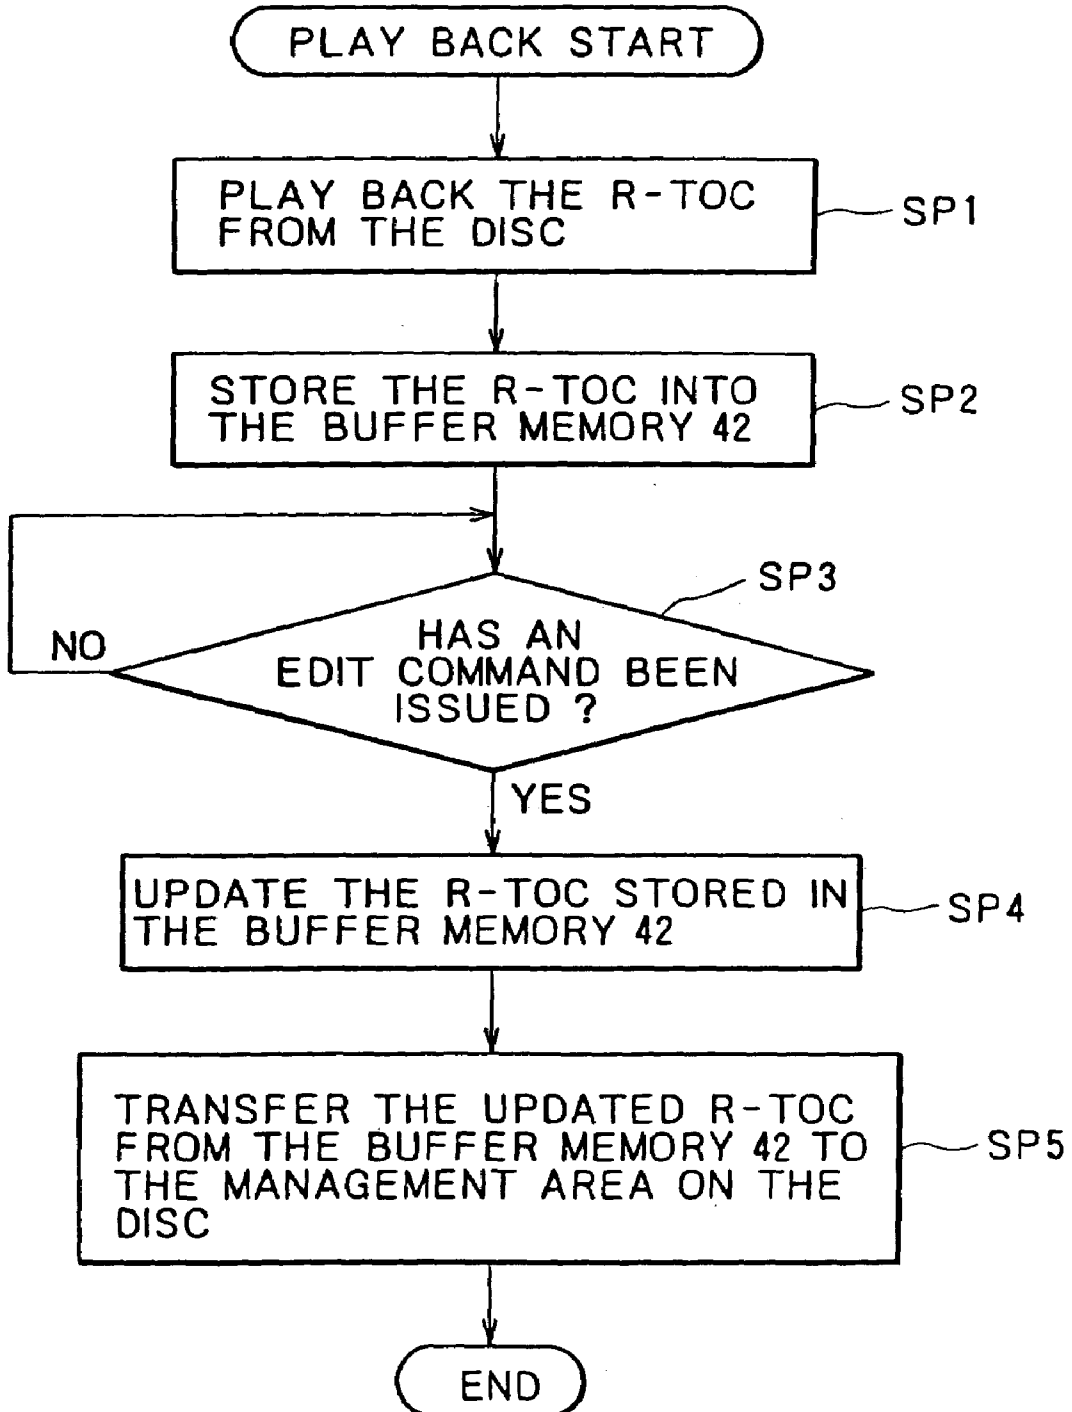 PLAY BACK START
PLAY BACK THE R-TOC
FROM THE DISC
SP1
STORE THE R-TOC INTO
THE BUFFER MEMORY 42
SP2
SP3
HAS AN
EDIT COMMAND BEEN
ISSUED ?
NO
YES
UPDATE THE R-TOC STORED IN
THE BUFFER MEMORY 42
SP4
TRANSFER THE UPDATED R-TOC
FROM THE BUFFER MEMORY 42 TO
THE MANAGEMENT AREA ON THE
DISC
SP5
END